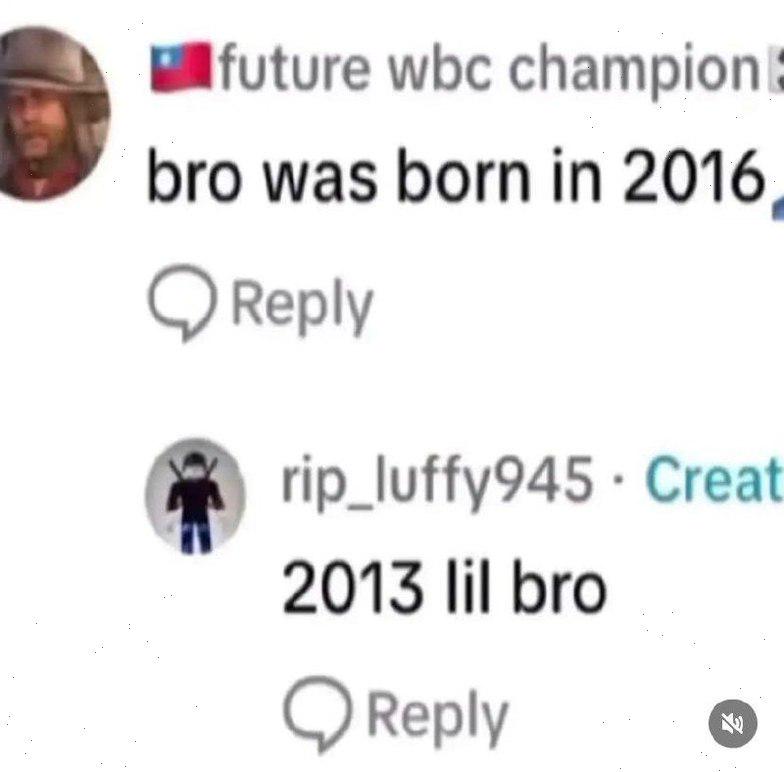 🇹🇼future wbc champion
bro was born in 2016
Reply
rip_luffy945 · Creat
2013 lil bro
Reply